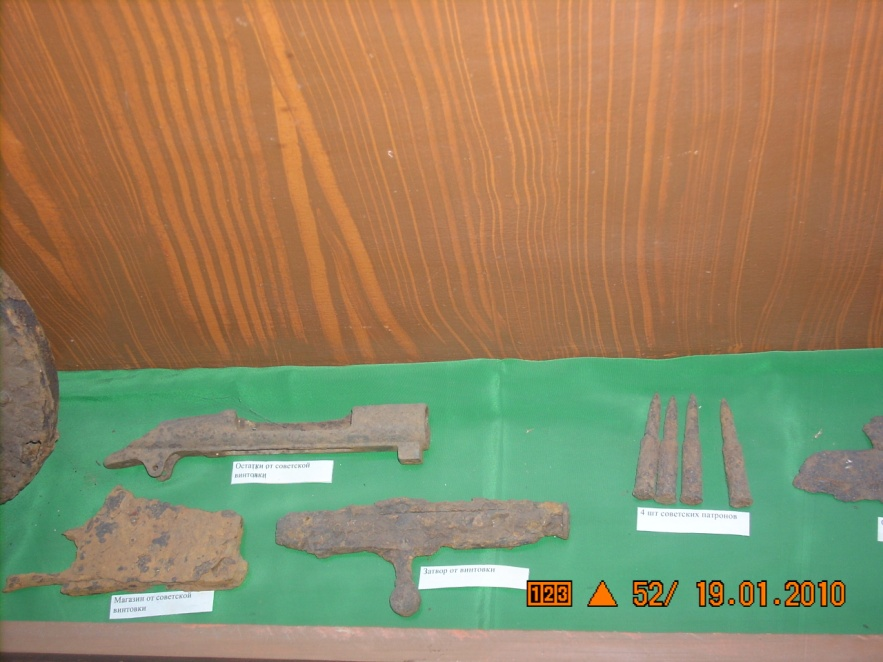 Остатки от советской
винтовки
4 шт советских патронов
Магазин от советской
винтовки
Затвор от винтовки
123 52/ 19.01.2010